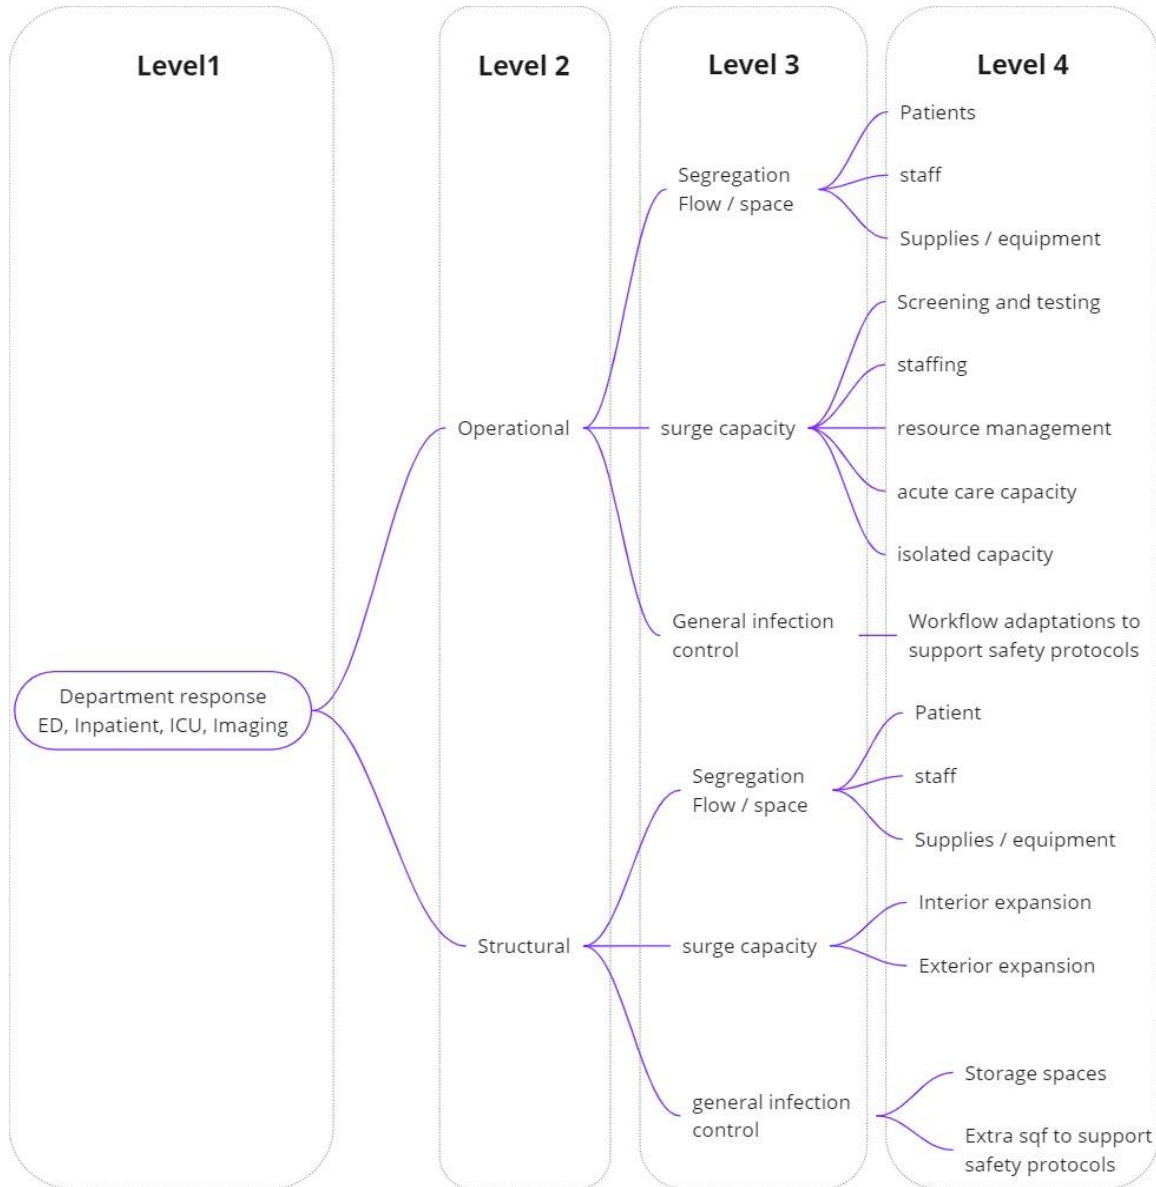 Level1
Level 2
Level 3
Level 4
Department response
ED, Inpatient, ICU, Imaging
Operational
Segregation
Flow / space
Patients
staff
Supplies / equipment
surge capacity
Screening and testing
staffing
resource management
acute care capacity
isolated capacity
General infection
control
Workflow adaptations to
support safety protocols
Structural
Segregation
Flow / space
Patient
staff
Supplies / equipment
surge capacity
Interior expansion
Exterior expansion
general infection
control
Storage spaces
Extra sqf to support
safety protocols